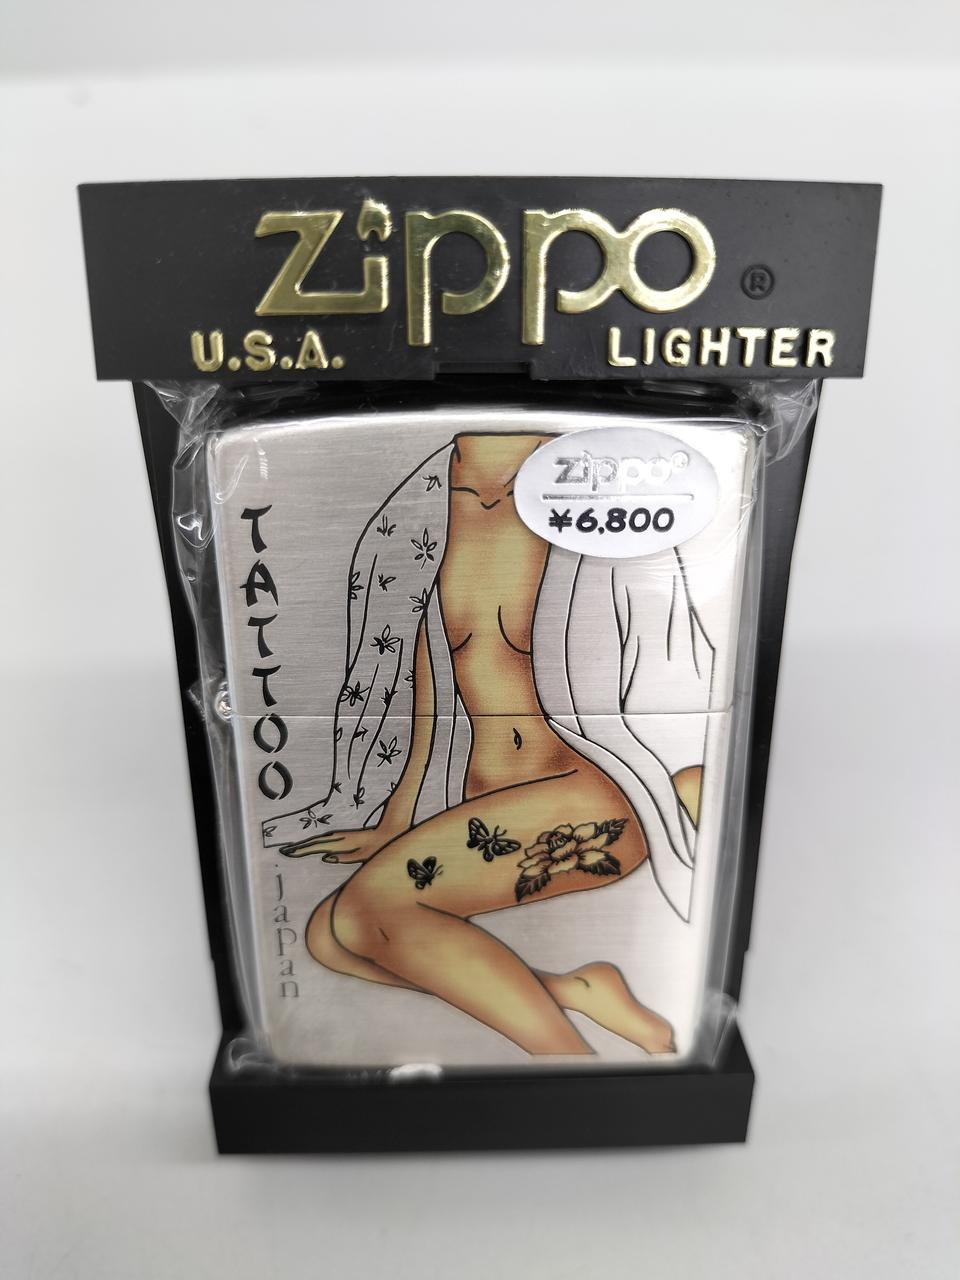 Zippo ®
U.S.A. LIGHTER
zippo®
¥6,800
TATTOO
japan